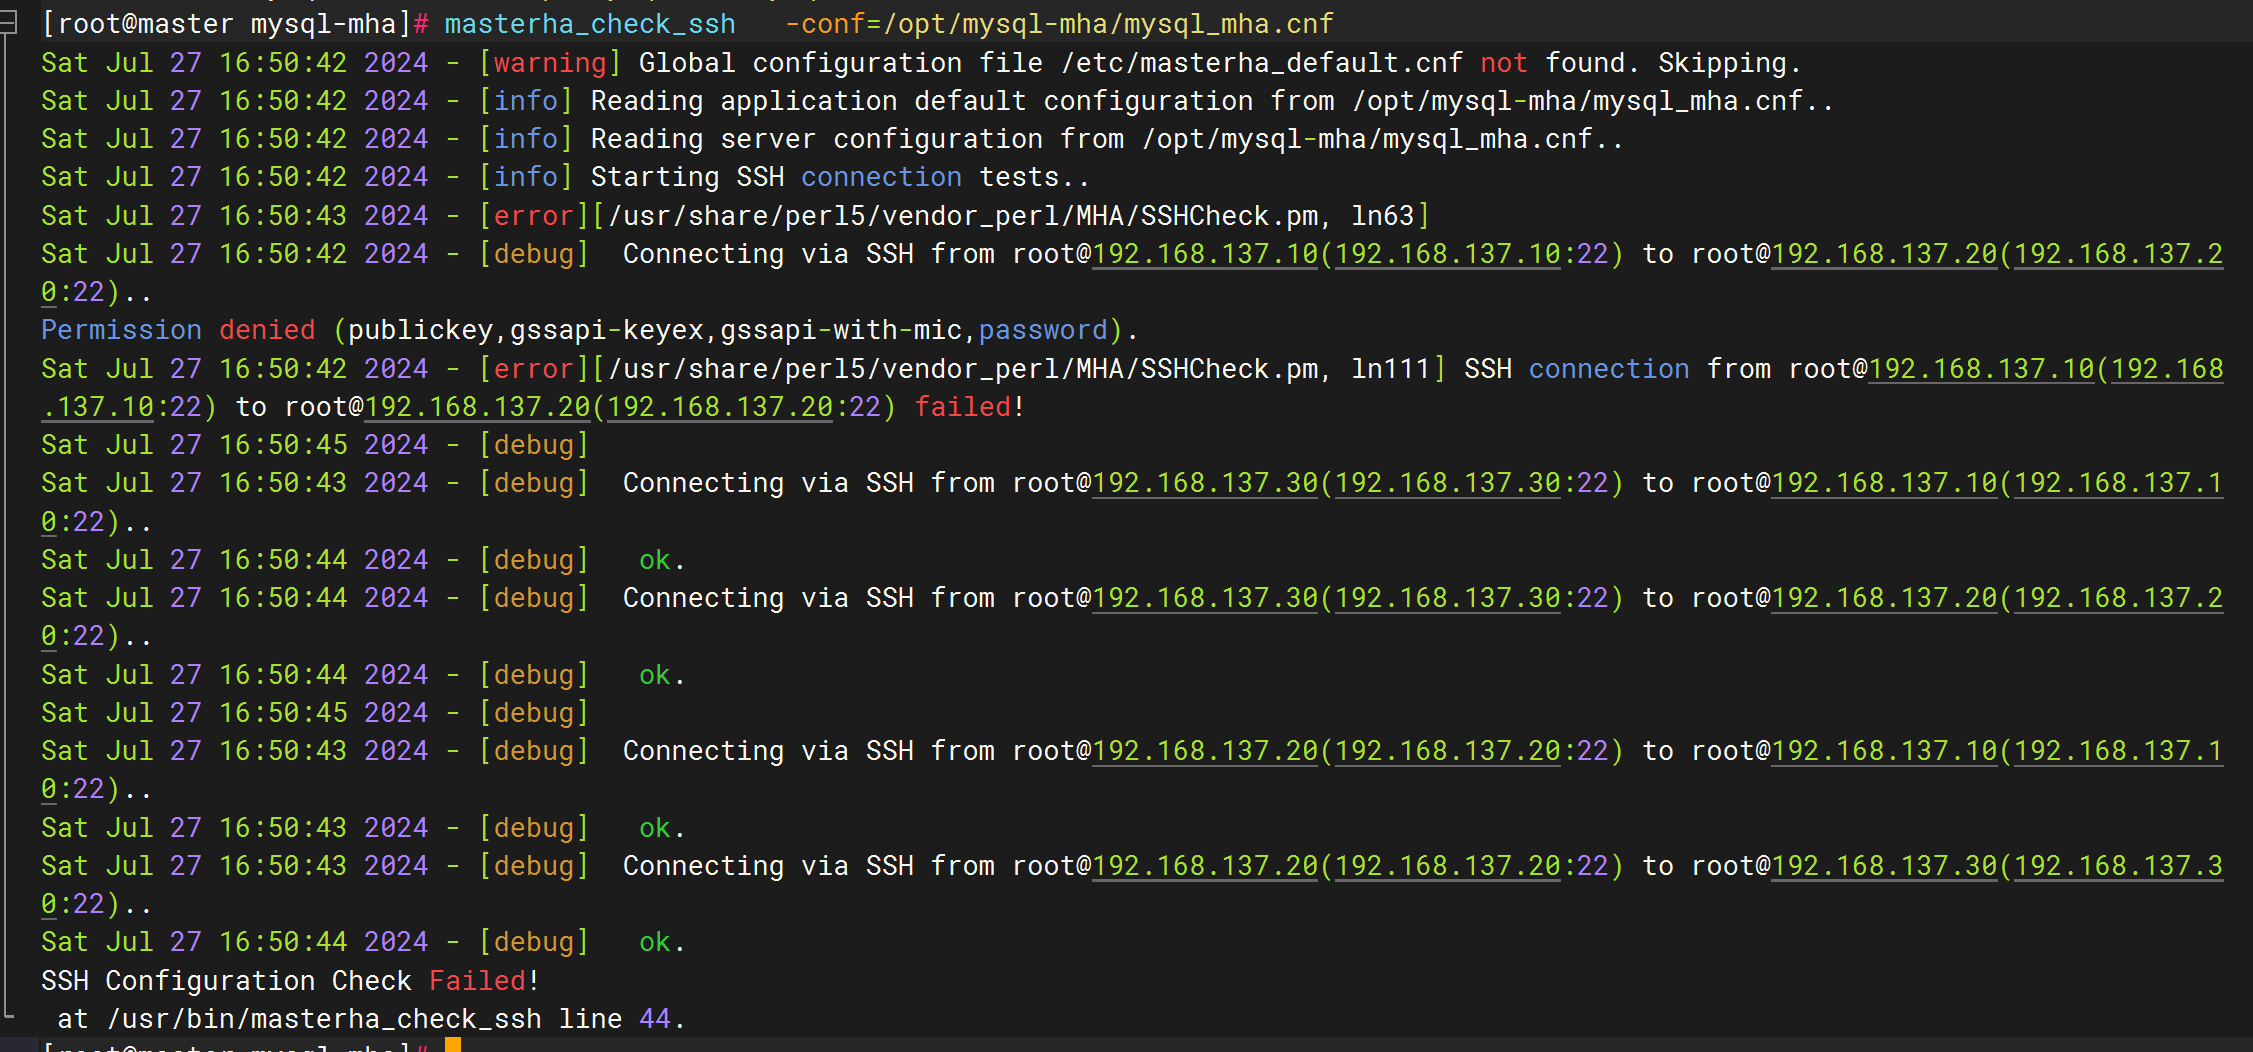 [root@master mysql-mha]# masterha_check_ssh   -conf=/opt/mysql-mha/mysql_mha.cnf
Sat Jul 27 16:50:42 2024 - [warning] Global configuration file /etc/masterha_default.cnf not found. Skipping.
Sat Jul 27 16:50:42 2024 - [info] Reading application default configuration from /opt/mysql-mha/mysql_mha.cnf..
Sat Jul 27 16:50:42 2024 - [info] Reading server configuration from /opt/mysql-mha/mysql_mha.cnf..
Sat Jul 27 16:50:42 2024 - [info] Starting SSH connection tests..
Sat Jul 27 16:50:43 2024 - [error][/usr/share/perl5/vendor_perl/MHA/SSHCheck.pm, ln63]
Sat Jul 27 16:50:42 2024 - [debug]  Connecting via SSH from root@192.168.137.10(192.168.137.10:22) to root@192.168.137.20(192.168.137.2
0:22)..
Permission denied (publickey,gssapi-keyex,gssapi-with-mic,password).
Sat Jul 27 16:50:42 2024 - [error][/usr/share/perl5/vendor_perl/MHA/SSHCheck.pm, ln111] SSH connection from root@192.168.137.10(192.168
.137.10:22) to root@192.168.137.20(192.168.137.20:22) failed!
Sat Jul 27 16:50:45 2024 - [debug]
Sat Jul 27 16:50:43 2024 - [debug]  Connecting via SSH from root@192.168.137.30(192.168.137.30:22) to root@192.168.137.10(192.168.137.1
0:22)..
Sat Jul 27 16:50:44 2024 - [debug]   ok.
Sat Jul 27 16:50:44 2024 - [debug]  Connecting via SSH from root@192.168.137.30(192.168.137.30:22) to root@192.168.137.20(192.168.137.2
0:22)..
Sat Jul 27 16:50:44 2024 - [debug]   ok.
Sat Jul 27 16:50:45 2024 - [debug]
Sat Jul 27 16:50:43 2024 - [debug]  Connecting via SSH from root@192.168.137.20(192.168.137.20:22) to root@192.168.137.10(192.168.137.1
0:22)..
Sat Jul 27 16:50:43 2024 - [debug]   ok.
Sat Jul 27 16:50:43 2024 - [debug]  Connecting via SSH from root@192.168.137.20(192.168.137.20:22) to root@192.168.137.30(192.168.137.3
0:22)..
Sat Jul 27 16:50:44 2024 - [debug]   ok.
SSH Configuration Check Failed!
 at /usr/bin/masterha_check_ssh line 44.
[root@master mysql-mha]#